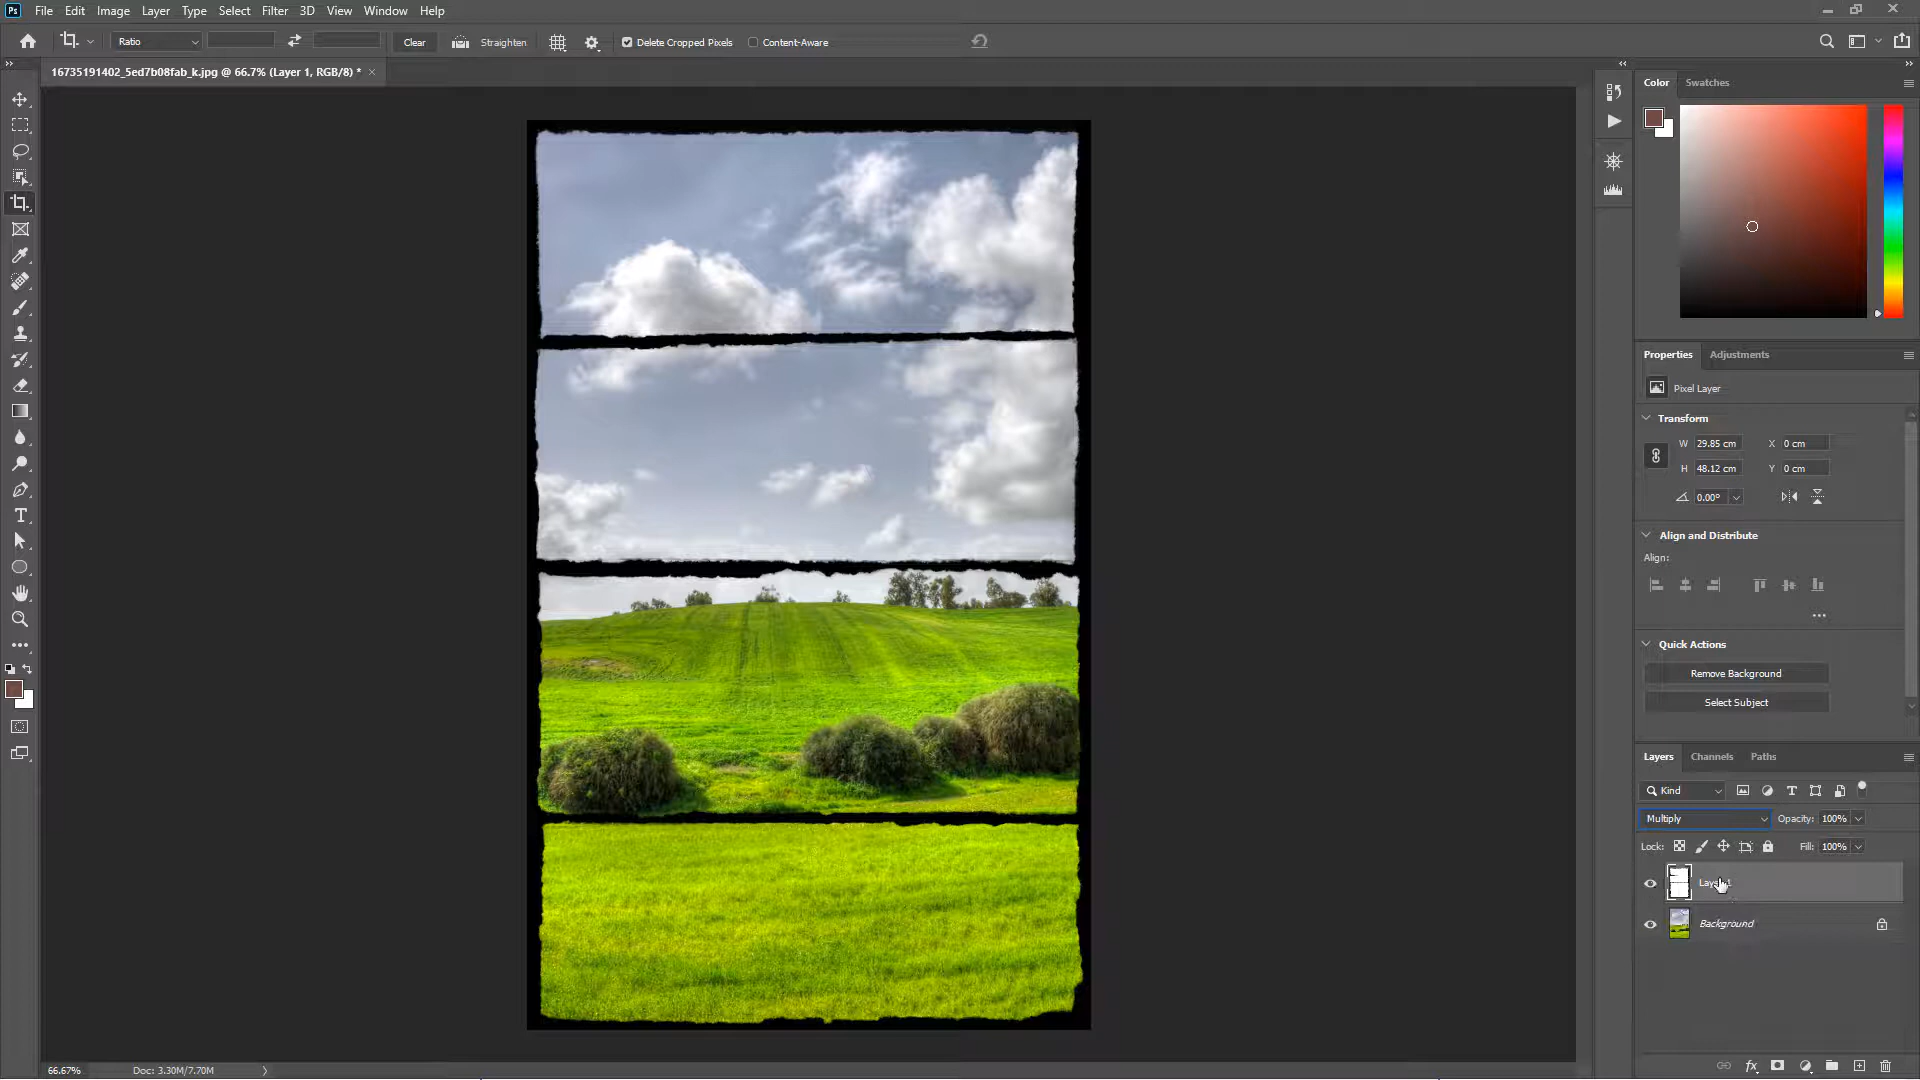 Ps File Edit Image Layer Type Select Filter 3D View Window Help
Ratio Clear Straighten Delete Cropped Pixels Content-Aware
16735191402_5ed7b08fab_k.jpg @ 66.7% (Layer 1, RGB/8) *
Color Swatches
Properties Adjustments
Pixel Layer
Transform
W 29.85 cm X 0 cm
H 48.12 cm Y 0 cm
0.00°
Align and Distribute
Align:
Quick Actions
Remove Background
Select Subject
Layers Channels Paths
Kind
Multiply Opacity: 100%
Lock: Fill: 100%
Layer 1
Background
66.67% Doc: 3.30M/7.70M